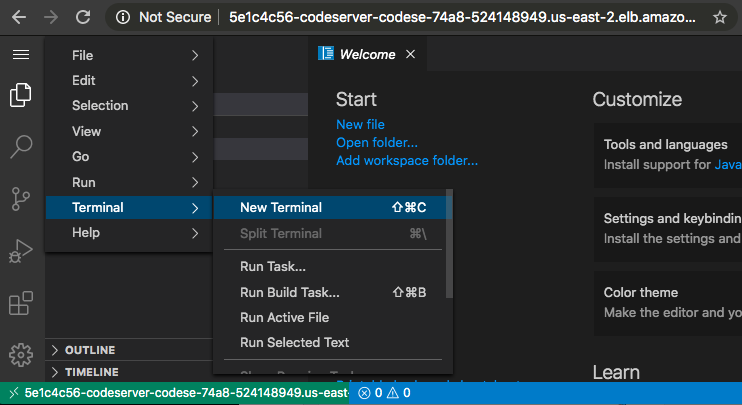 Not Secure | 5e1c4c56-codeserver-codese-74a8-524148949.us-east-2.elb.amazo...
File
Edit
Selection
View
Go
Run
Terminal
Help
New Terminal ⇧⌘C
Split Terminal ⌘\
Run Task...
Run Build Task... ⇧⌘B
Run Active File
Run Selected Text
OUTLINE
TIMELINE
Welcome
Start
New file
Open folder...
Add workspace folder...
Customize
Tools and languages
Install support for Java
Settings and keybindin
Install the settings and
Color theme
Make the editor and yo
Learn
5e1c4c56-codeserver-codese-74a8-524148949.us-east
0 0